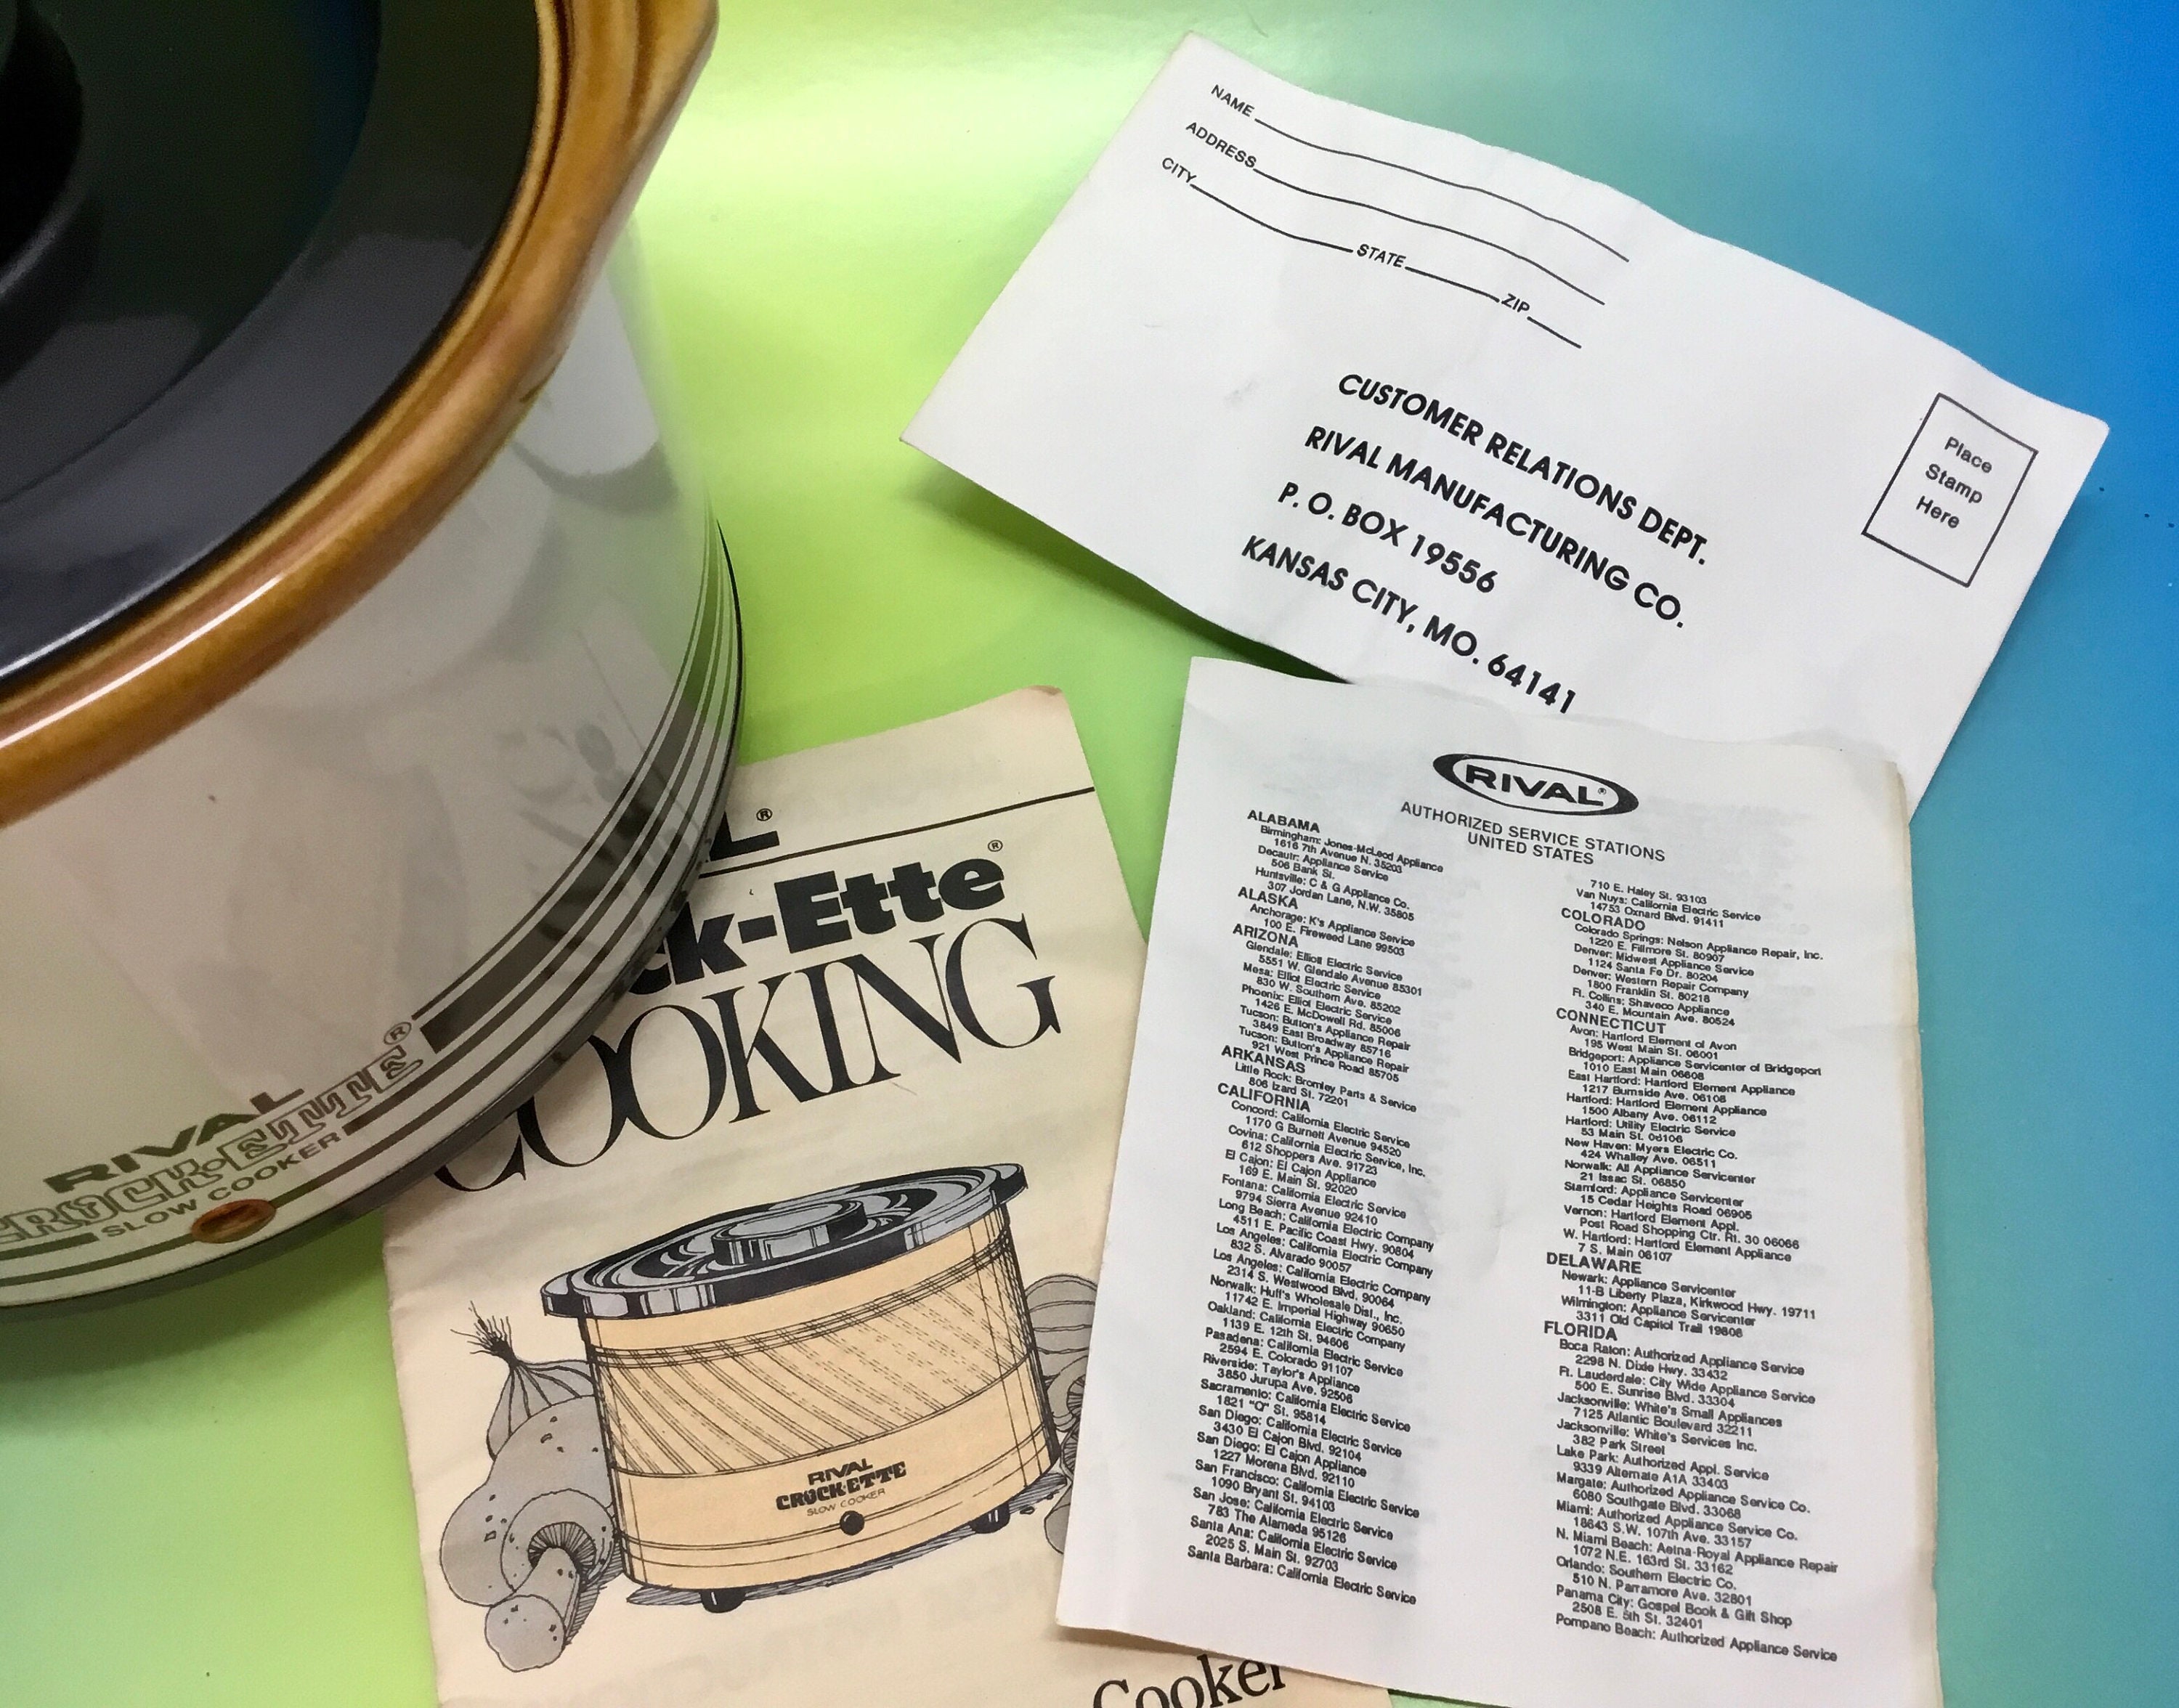 NAME
ADDRESS
CITY STATE ZIP
CUSTOMER RELATIONS DEPT.
RIVAL MANUFACTURING CO.
P. O. BOX 19556
KANSAS CITY, MO. 64141
Place
Stamp
Here
RIVAL
CROCK-ETTE®
SLOW COOKER
L®
ck-Ette®
COOKING
RIVAL
CROCK-ETTE
SLOW COOKER
Cooker
RIVAL®
AUTHORIZED SERVICE STATIONS
UNITED STATES
ALABAMA
Birmingham: Jones-McLeod Appliance
1616 7th Avenue N. 35203
Decautr: Appliance Service
506 Bank St.
Huntsville: C & G Appliance Co.
307 Jordan Lane, N.W. 35805
ALASKA
Anchorage: K's Appliance Service
100 E. Fireweed Lane 99503
ARIZONA
Glendale: Elliott Electric Service
5551 W. Glendale Avenue 85301
Mesa: Elliot Electric Service
830 W. Southern Ave. 85202
Phoenix: Elliot Electric Service
1426 E. McDowell Rd. 85006
Tucson: Button's Appliance Repair
3849 East Broadway 85716
Tucson: Button's Appliance Repair
921 West Prince Road 85705
ARKANSAS
Little Rock: Bromley Parts & Service
806 Izard St. 72201
CALIFORNIA
Concord: California Electric Service
1170 G Burnett Avenue 94520
Covina: California Electric Service, Inc.
612 Shoppers Ave. 91723
El Cajon: El Cajon Appliance
169 E. Main St. 92020
Fontana: California Electric Service
9794 Sierra Avenue 92410
Long Beach: California Electric Company
4511 E. Pacific Coast Hwy. 90804
Los Angeles: California Electric Company
832 S. Alvarado 90057
Los Angeles: California Electric Company
2314 S. Westwood Blvd. 90064
Norwalk: Huff's Wholesale Dist., Inc.
11742 E. Imperial Highway 90650
Oakland: California Electric Company
1139 E. 12th St. 94606
Pasadena: California Electric Service
2594 E. Colorado 91107
Riverside: Taylor's Appliance
3850 Jurupa Ave. 92506
Sacramento: California Electric Service
1821 "Q" St. 95814
San Diego: California Electric Service
3430 El Cajon Blvd. 92104
San Diego: El Cajon Appliance
1227 Morena Blvd. 92110
San Francisco: California Electric Service
1090 Bryant St. 94103
San Jose: California Electric Service
783 The Alameda 95126
Santa Ana: California Electric Service
2025 S. Main St. 92703
Santa Barbara: California Electric Service
710 E. Haley St. 93103
Van Nuys: California Electric Service
14753 Oxnard Blvd. 91411
COLORADO
Colorado Springs: Nelson Appliance Repair, Inc.
1220 E. Fillmore St. 80907
Denver: Midwest Appliance Service
1124 Santa Fe Dr. 80204
Denver: Western Repair Company
1800 Franklin St. 80218
Ft. Collins: Shaveco Appliance
340 E. Mountain Ave. 80524
CONNECTICUT
Avon: Hartford Element of Avon
195 West Main St. 06001
Bridgeport: Appliance Servicenter of Bridgeport
1010 East Main 06608
East Hartford: Hartford Element Appliance
1217 Burnside Ave. 06108
Hartford: Hartford Element Appliance
1500 Albany Ave. 06112
Hartford: Utility Electric Service
53 Main St. 06106
New Haven: Myers Electric Co.
424 Whalley Ave. 06511
Norwalk: All Appliance Servicenter
21 Issac St. 06850
Stamford: Appliance Servicenter
15 Cedar Heights Road 06905
Vernon: Hartford Element Appl.
Post Road Shopping Ctr. Rt. 30 06066
W. Hartford: Hartford Element Appliance
7 S. Main 06107
DELAWARE
Newark: Appliance Servicenter
11-B Liberty Plaza, Kirkwood Hwy. 19711
Wilmington: Appliance Servicenter
3311 Old Capitol Trail 19808
FLORIDA
Boca Raton: Authorized Appliance Service
2298 N. Dixie Hwy. 33432
Ft. Lauderdale: City Wide Appliance Service
500 E. Sunrise Blvd. 33304
Jacksonville: White's Small Appliances
7125 Atlantic Boulevard 32211
Jacksonville: White's Services Inc.
382 Park Street
Lake Park: Authorized Appl. Service
9339 Alternate A1A 33403
Margate: Authorized Appliance Service Co.
6080 Southgate Blvd. 33068
Miami: Authorized Appliance Service Co.
18643 S.W. 107th Ave. 33157
N. Miami Beach: Aetna-Royal Appliance Repair
1072 N.E. 163rd St. 33162
Orlando: Southern Electric Co.
510 N. Parramore Ave. 32801
Panama City: Gospel Book & Gift Shop
2508 E. 5th St. 32401
Pompano Beach: Authorized Appliance Service